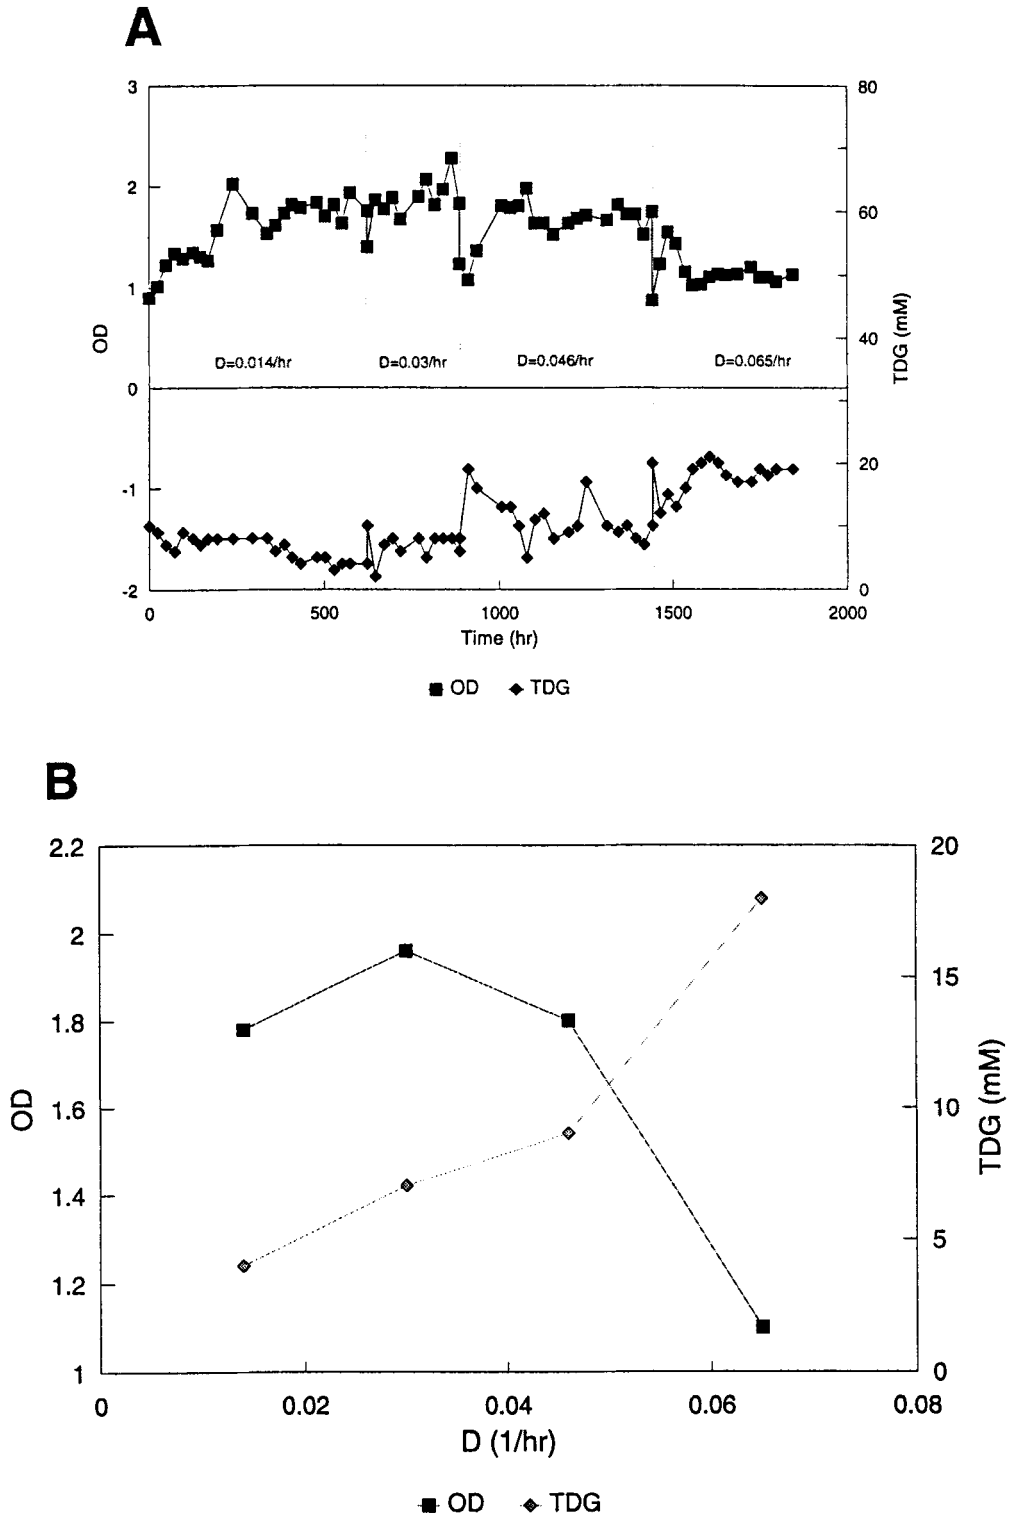 A
3
80
2
60
1
OD
TDG (mM)
40
D=0.014/hr D=0.03/hr D=0.046/hr D=0.065/hr
0
20
-1
-2
0
0 500 1000 1500 2000
Time (hr)
OD TDG
B
2.2
20
2
15
1.8
OD
TDG (mM)
1.6
10
1.4
5
1.2
1
0
0 0.02 0.04 0.06 0.08
D (1/hr)
OD TDG